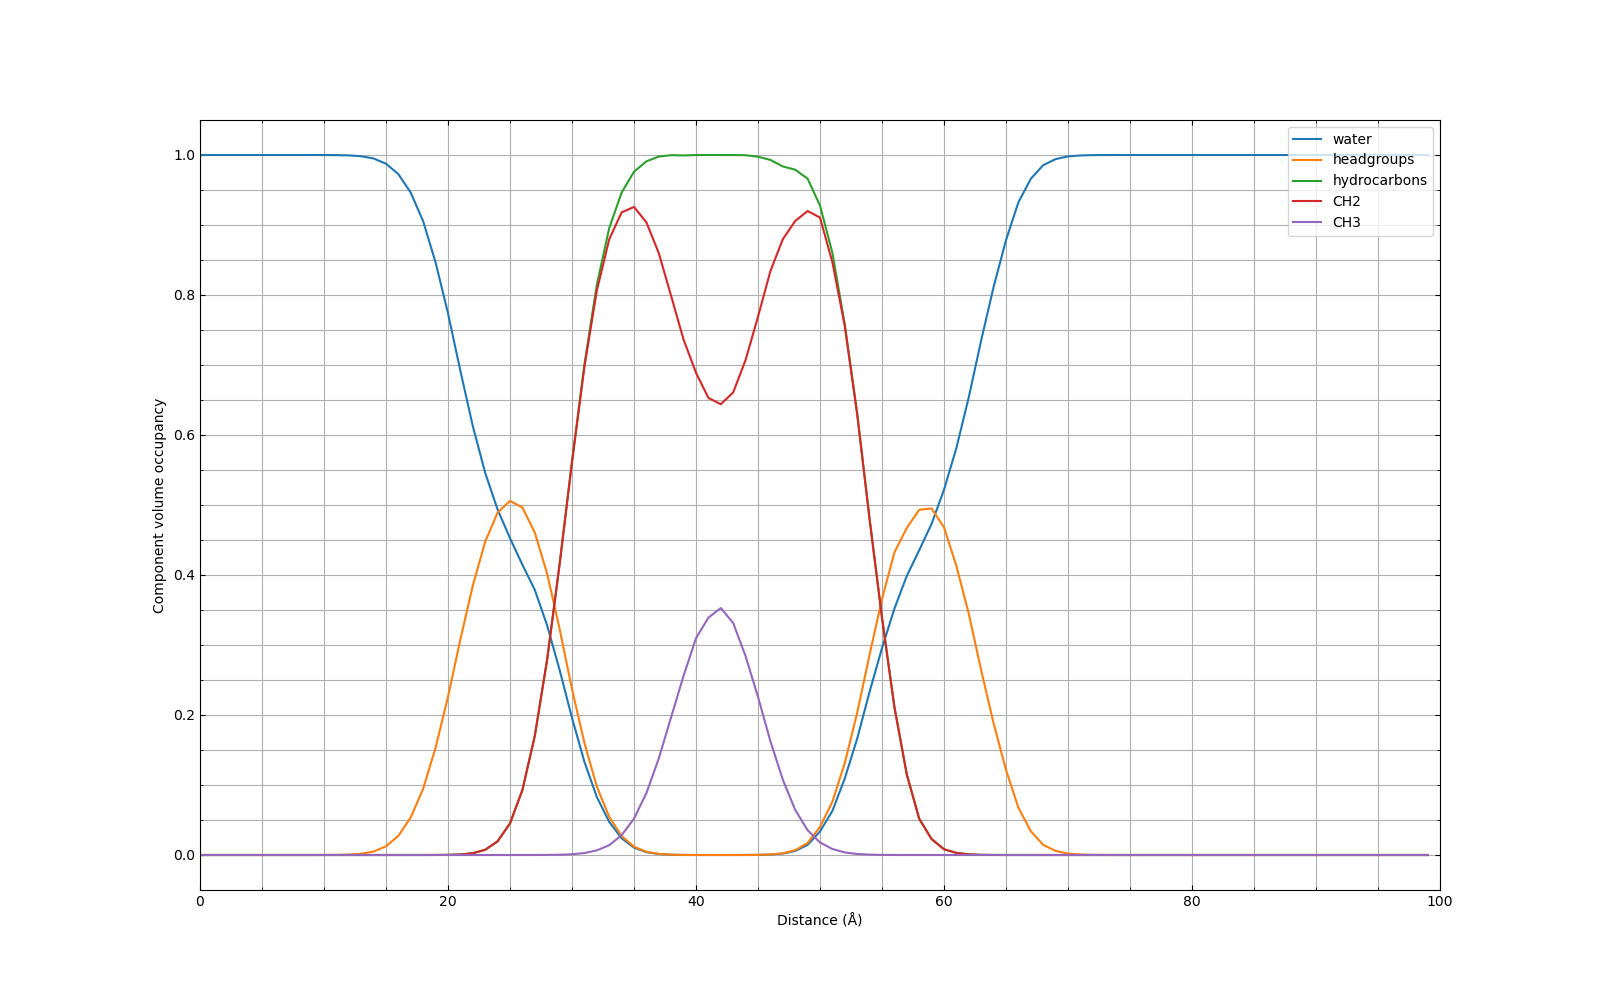 water
headgroups
hydrocarbons
CH2
CH3
1.0
0.8
0.6
0.4
0.2
0.0
Component volume occupancy
0 20 40 60 80 100
Distance (Å)